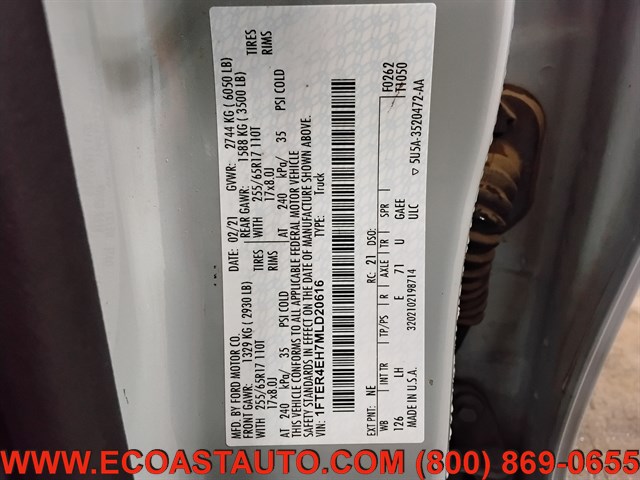 MFD. BY FORD MOTOR CO.
DATE: 02/21 GVWR: 2744 KG ( 6050 LB)
FRONT GAWR: 1329 KG ( 2930 LB) REAR GAWR: 1588 KG ( 3500 LB)
WITH 255/65R17 110T TIRES WITH 255/65R17 110T TIRES
17x8.0J RIMS 17x8.0J RIMS
AT 240 kPa/ 35 PSI COLD AT 240 kPa/ 35 PSI COLD
THIS VEHICLE CONFORMS TO ALL APPLICABLE FEDERAL MOTOR VEHICLE
SAFETY STANDARDS IN EFFECT ON THE DATE OF MANUFACTURE SHOWN ABOVE.
VIN: 1FTER4EH7MLD20616 TYPE: Truck
F0262
T1050
EXT PNT: NE RC: 21 DSO:
WB INT TR TP/PS R AXLE TR SPR
126 LH E 71 U GAEE
ULC
MADE IN U.S.A. 3202102198714
▽ 5U5A-3520472-AA
WWW.ECOASTAUTO.COM (800) 869-0655